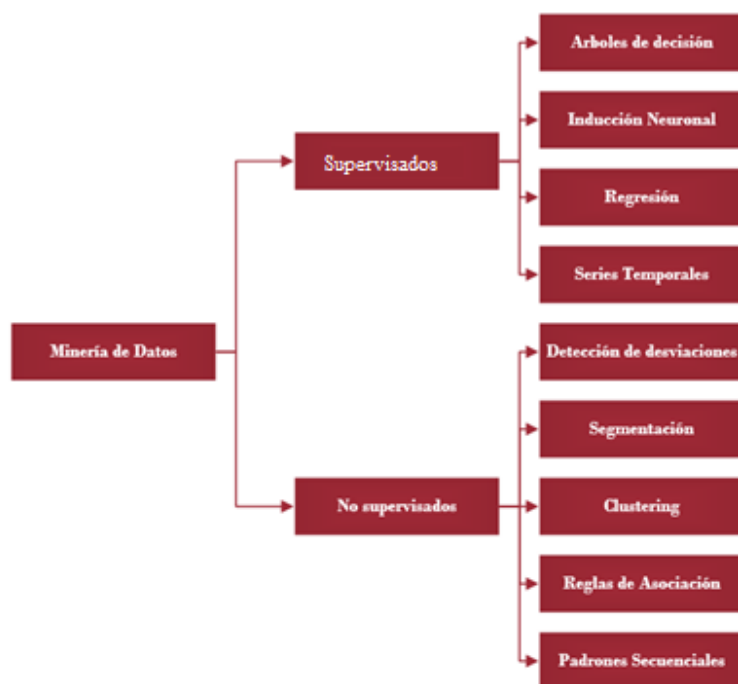 Arboles de decisión
Inducción Neuronal
Supervisados
Regresión
Series Temporales
Minería de Datos
Detección de desviaciones
Segmentación
No supervisados
Clustering
Reglas de Asociación
Padrones Secuenciales